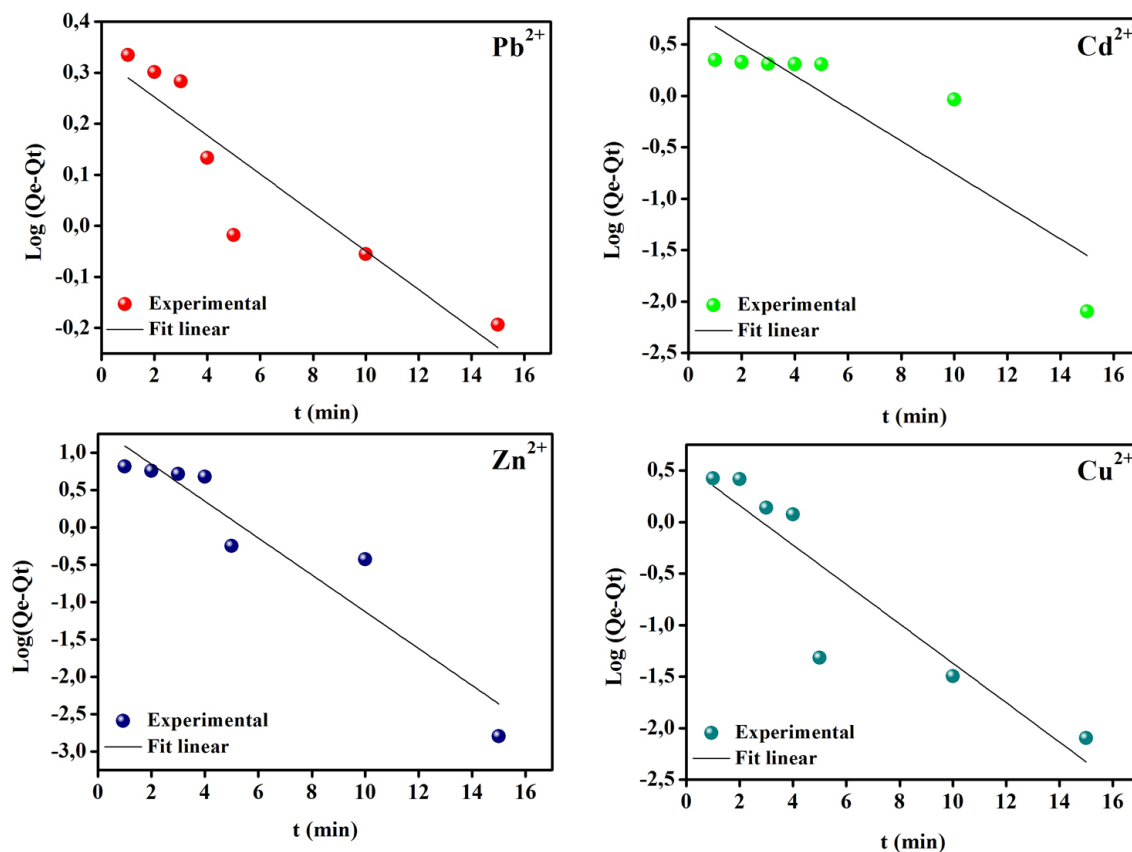 Pb2+
0,4
0,3
0,2
0,1
0,0
-0,1
-0,2
Log (Qe-Qt)
Experimental
Fit linear
0 2 4 6 8 10 12 14 16
t (min)
Cd2+
0,5
0,0
-0,5
-1,0
-1,5
-2,0
-2,5
Log (Qe-Qt)
Experimental
Fit linear
0 2 4 6 8 10 12 14 16
t (min)
Zn2+
1,0
0,5
0,0
-0,5
-1,0
-1,5
-2,0
-2,5
-3,0
Log(Qe-Qt)
Experimental
Fit linear
0 2 4 6 8 10 12 14 16
t (min)
Cu2+
0,5
0,0
-0,5
-1,0
-1,5
-2,0
-2,5
Log (Qe-Qt)
Experimental
Fit linear
0 2 4 6 8 10 12 14 16
t (min)